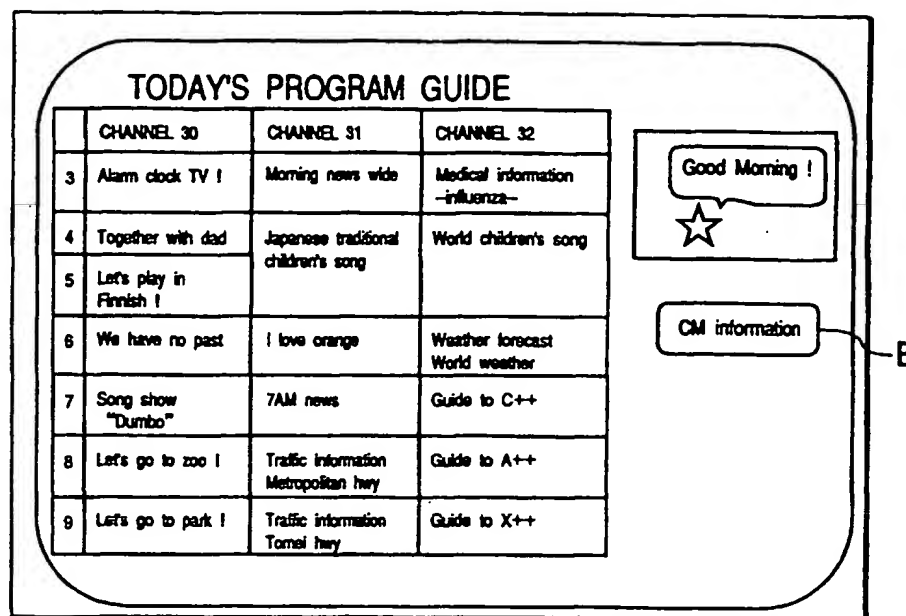 TODAY'S PROGRAM GUIDE
CHANNEL 30
CHANNEL 31
CHANNEL 32
3
Alarm clock TV !
Morning news wide
Medical information
–influenza–
4
Together with dad
Japanese traditional
children's song
World children's song
5
Let's play in
Finnish !
6
We have no past
I love orange
Weather forecast
World weather
7
Song show
"Dumbo"
7AM news
Guide to C++
8
Let's go to zoo !
Traffic information
Metropolitan hwy
Guide to A++
9
Let's go to park !
Traffic information
Tomei hwy
Guide to X++
Good Morning !
CM information